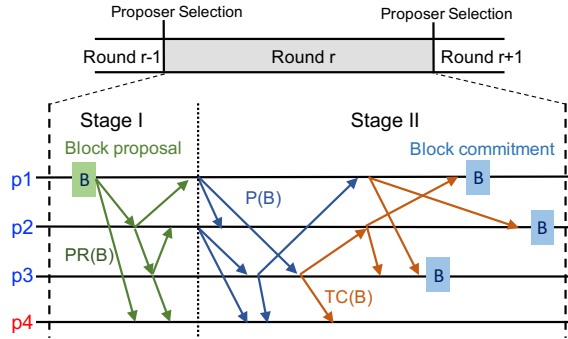 Proposer Selection
Proposer Selection
Round r-1
Round r
Round r+1
Stage I
Stage II
Block proposal
Block commitment
p1
B
B
P(B)
p2
B
PR(B)
p3
B
TC(B)
p4